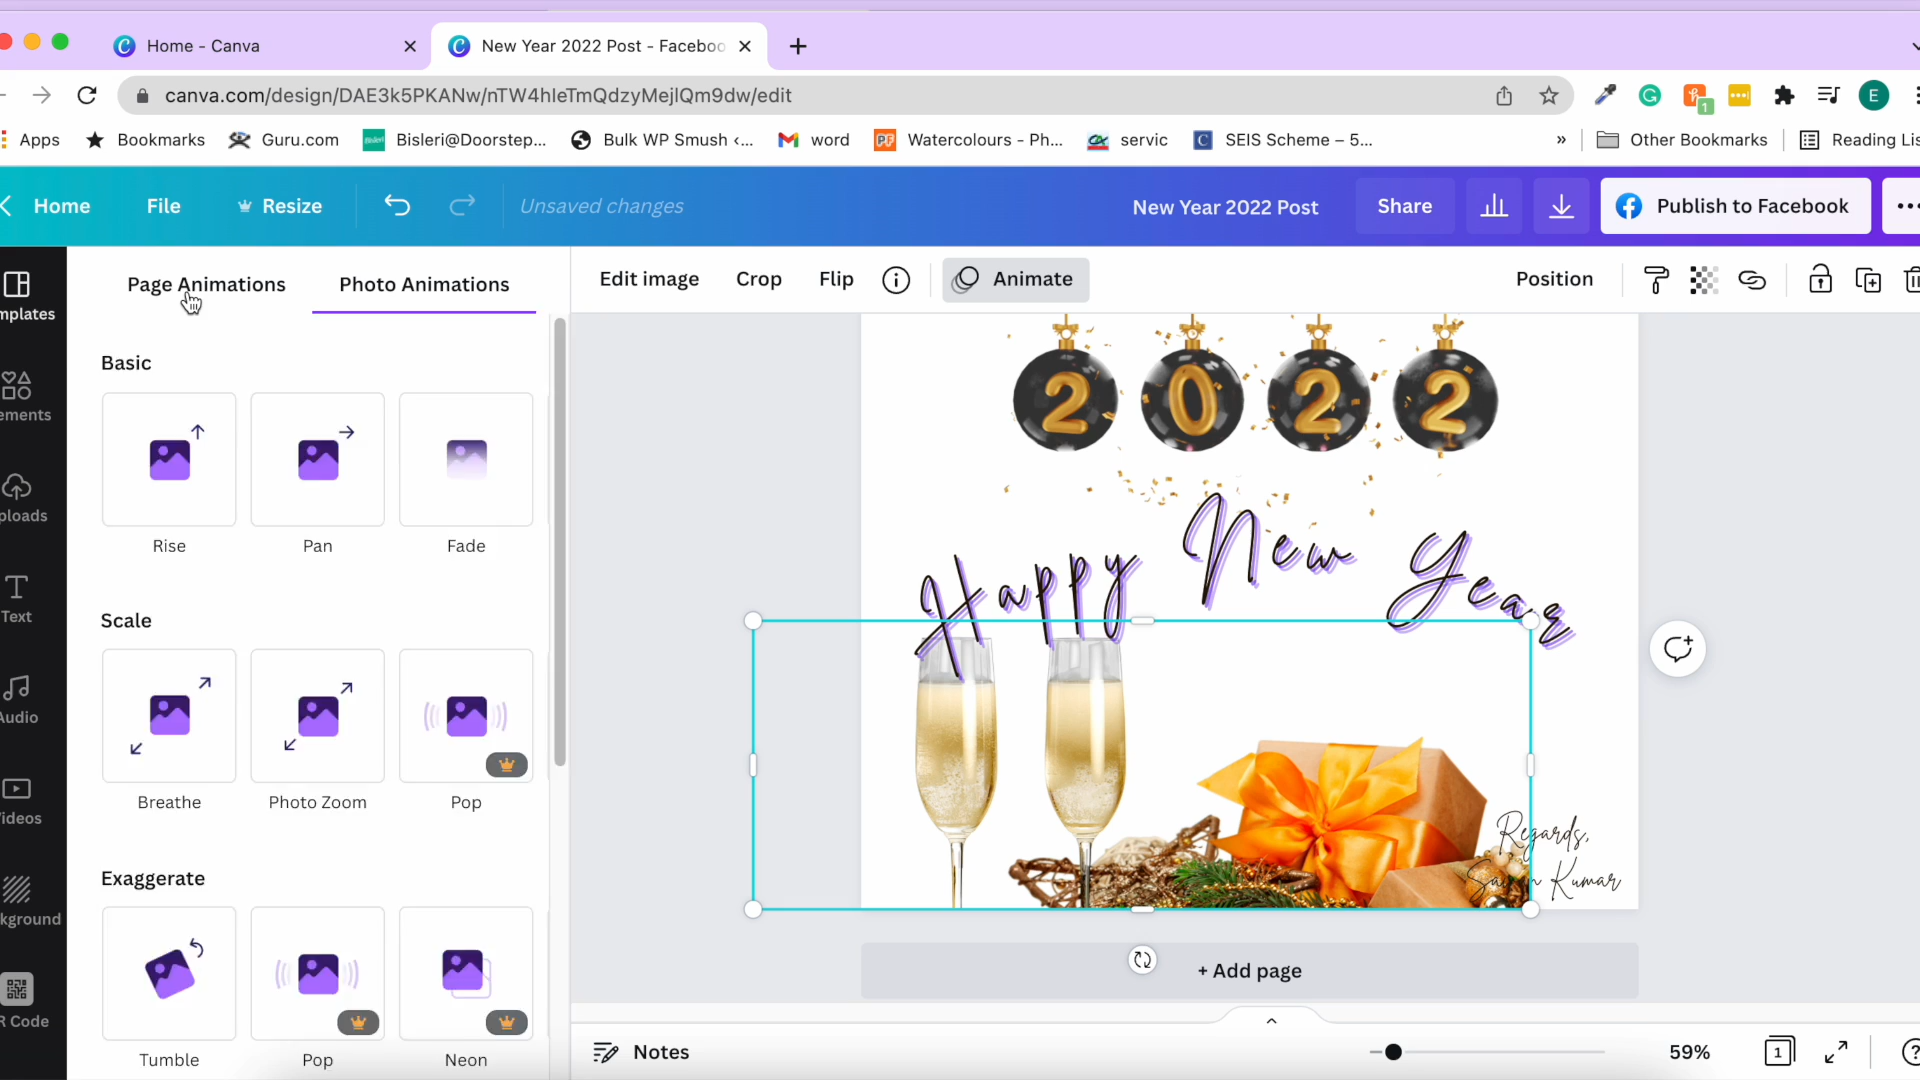 Home - Canva
New Year 2022 Post - Faceboo
canva.com/design/DAE3k5PKANw/nTW4hleTmQdzyMejlQm9dw/edit
E
1
Apps
Bookmarks
Guru.com
Bisleri@Doorstep...
Bulk WP Smush ‹...
word
Watercolours - Ph...
servic
SEIS Scheme – 5...
»
Other Bookmarks
Reading Lis
Home
File
Resize
Unsaved changes
New Year 2022 Post
Share
Publish to Facebook
mplates
ements
ploads
Text
Audio
ideos
kground
R Code
Page Animations
Photo Animations
Basic
Rise
Pan
Fade
Scale
Breathe
Photo Zoom
Pop
Exaggerate
Tumble
Pop
Neon
Edit image
Crop
Flip
Animate
Position
2022
Happy New Year
Regards,
Kumar
+ Add page
Notes
59%
1